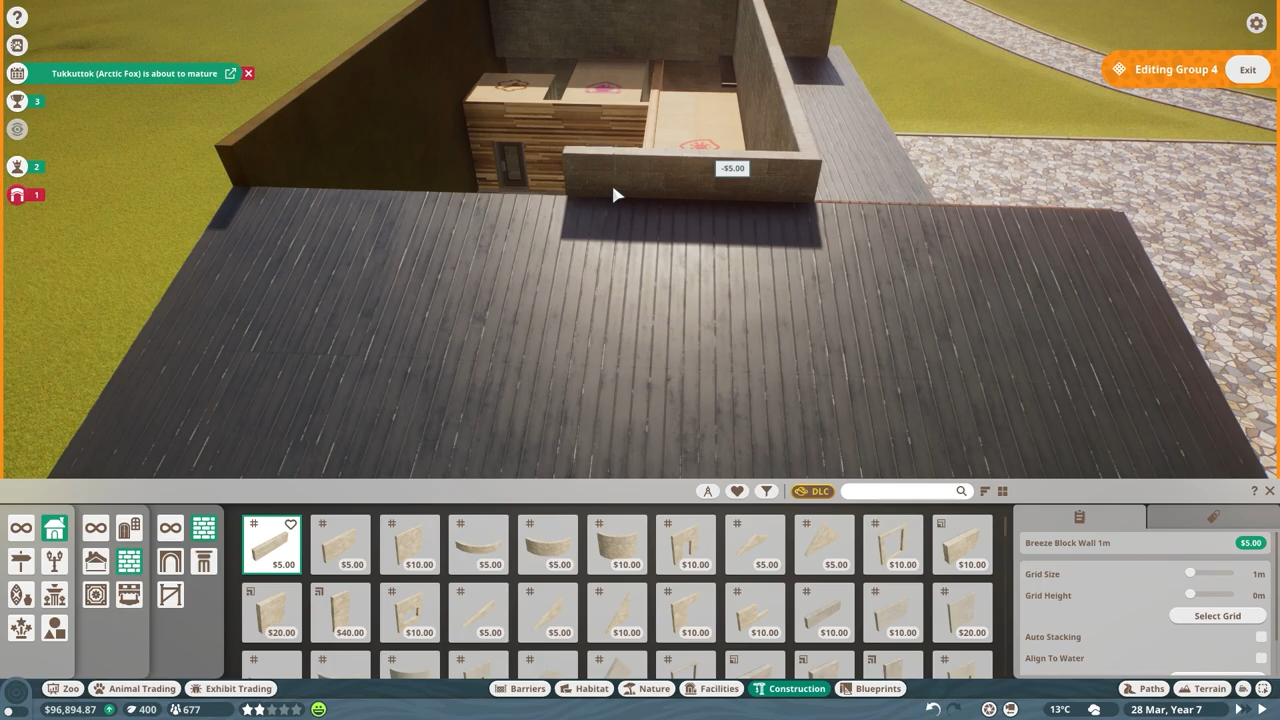 ?
Tukkuttok (Arctic Fox) is about to mature
3
2
1
Editing Group 4
Exit
-$5.00
DLC
?
$5.00
$5.00
$10.00
$5.00
$5.00
$10.00
$10.00
$5.00
$5.00
$10.00
$10.00
$20.00
$40.00
$10.00
$5.00
$5.00
$10.00
$10.00
$10.00
$10.00
$10.00
$20.00
Breeze Block Wall 1m
$5.00
Grid Size
1m
Grid Height
0m
Select Grid
Auto Stacking
Align To Water
Zoo
Animal Trading
Exhibit Trading
Barriers
Habitat
Nature
Facilities
Construction
Blueprints
Paths
Terrain
$96,894.87
400
677
13°C
28 Mar, Year 7